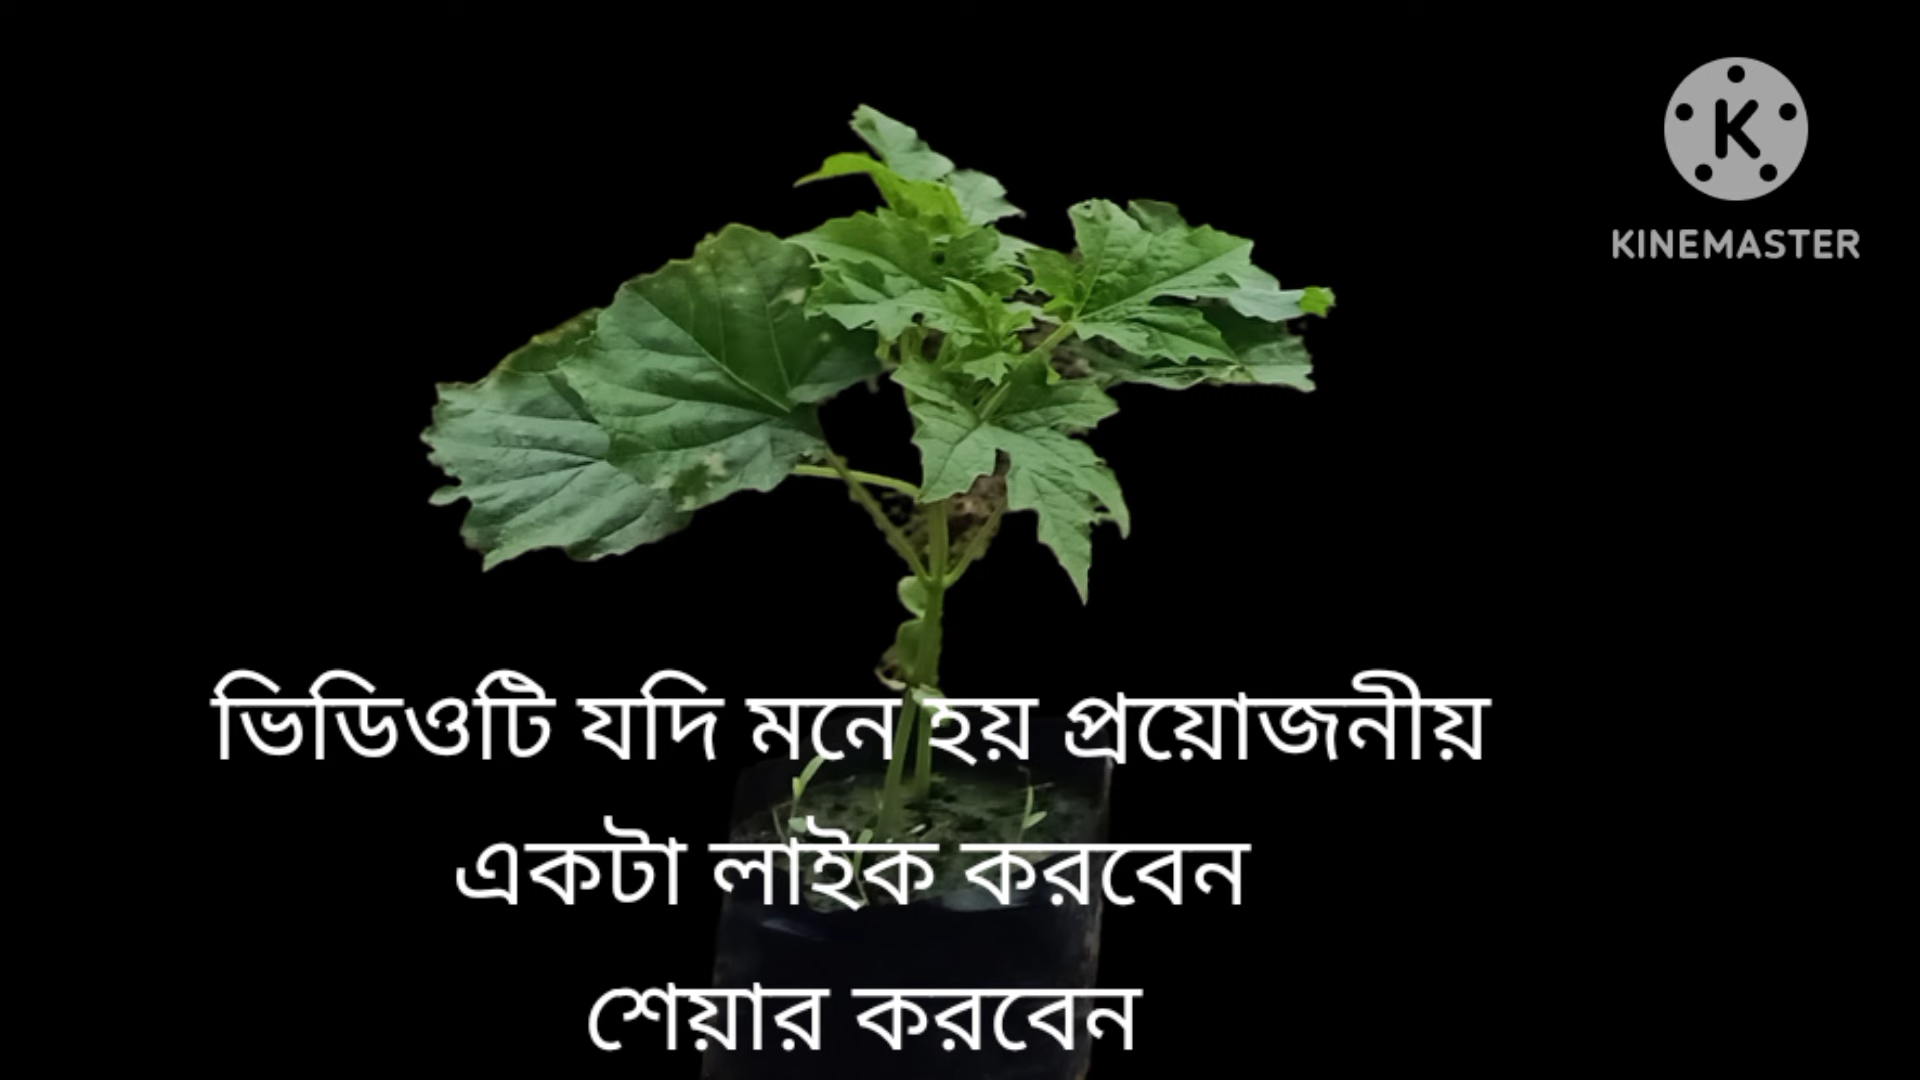 KINEMASTER
ভিডিওটি যদি মনে হয় প্রয়োজনীয়
একটা লাইক করবেন
শেয়ার করবেন